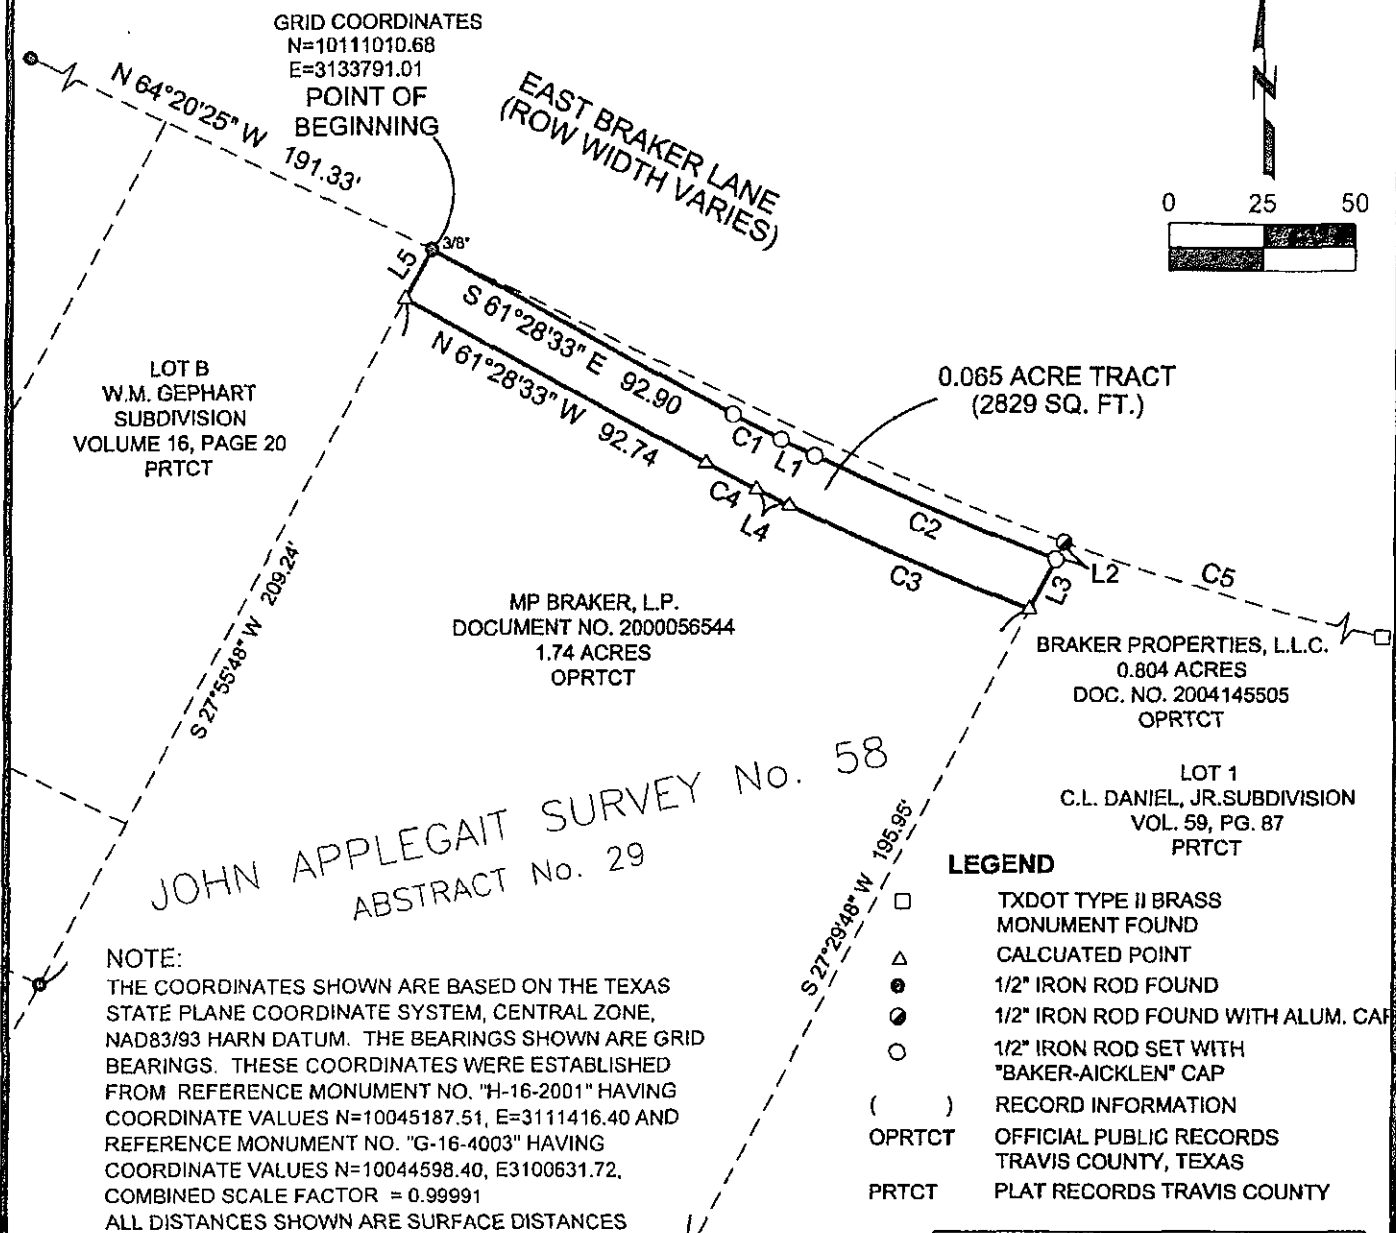 GRID COORDINATES
N=10111010.68
E=3133791.01
POINT OF
BEGINNING
N 64°20'25" W 191.33'
EAST BRAKER LANE
(ROW WIDTH VARIES)
0 25 50
3/8"
L5
S 61°28'33" E 92.90
N 61°28'33" W 92.74
C1
L1
C2
C4
L4
C3
L2
L3
C5
0.065 ACRE TRACT
(2829 SQ. FT.)
LOT B
W.M. GEPHART
SUBDIVISION
VOLUME 16, PAGE 20
PRTCT
S 27°55'48" W 209.24'
MP BRAKER, L.P.
DOCUMENT NO. 2000056544
1.74 ACRES
OPRTCT
BRAKER PROPERTIES, L.L.C.
0.804 ACRES
DOC. NO. 2004145505
OPRTCT
LOT 1
C.L. DANIEL, JR.SUBDIVISION
VOL. 59, PG. 87
PRTCT
S 27°29'48" W 195.95'
JOHN APPLEGAIT SURVEY No. 58
ABSTRACT No. 29
LEGEND
TXDOT TYPE II BRASS
MONUMENT FOUND
CALCUATED POINT
1/2" IRON ROD FOUND
1/2" IRON ROD FOUND WITH ALUM. CAP
1/2" IRON ROD SET WITH
"BAKER-AICKLEN" CAP
( ) RECORD INFORMATION
OPRTCT OFFICIAL PUBLIC RECORDS
TRAVIS COUNTY, TEXAS
PRTCT PLAT RECORDS TRAVIS COUNTY
NOTE:
THE COORDINATES SHOWN ARE BASED ON THE TEXAS
STATE PLANE COORDINATE SYSTEM, CENTRAL ZONE,
NAD83/93 HARN DATUM. THE BEARINGS SHOWN ARE GRID
BEARINGS. THESE COORDINATES WERE ESTABLISHED
FROM REFERENCE MONUMENT NO. "H-16-2001" HAVING
COORDINATE VALUES N=10045187.51, E=3111416.40 AND
REFERENCE MONUMENT NO. "G-16-4003" HAVING
COORDINATE VALUES N=10044598.40, E3100631.72,
COMBINED SCALE FACTOR = 0.99991
ALL DISTANCES SHOWN ARE SURFACE DISTANCES